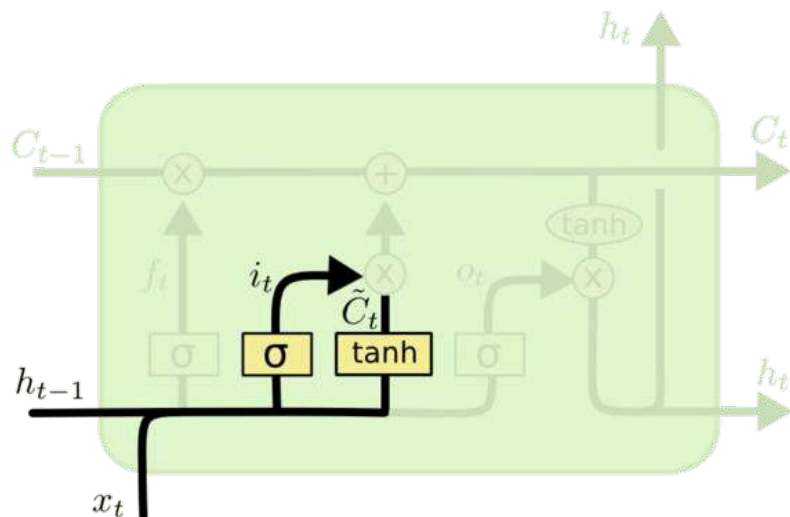 h_t
C_{t-1} × + C_t
tanh
f_t i_t × o_t ×
C̃_t
σ σ tanh σ
h_{t-1} h_t
x_t